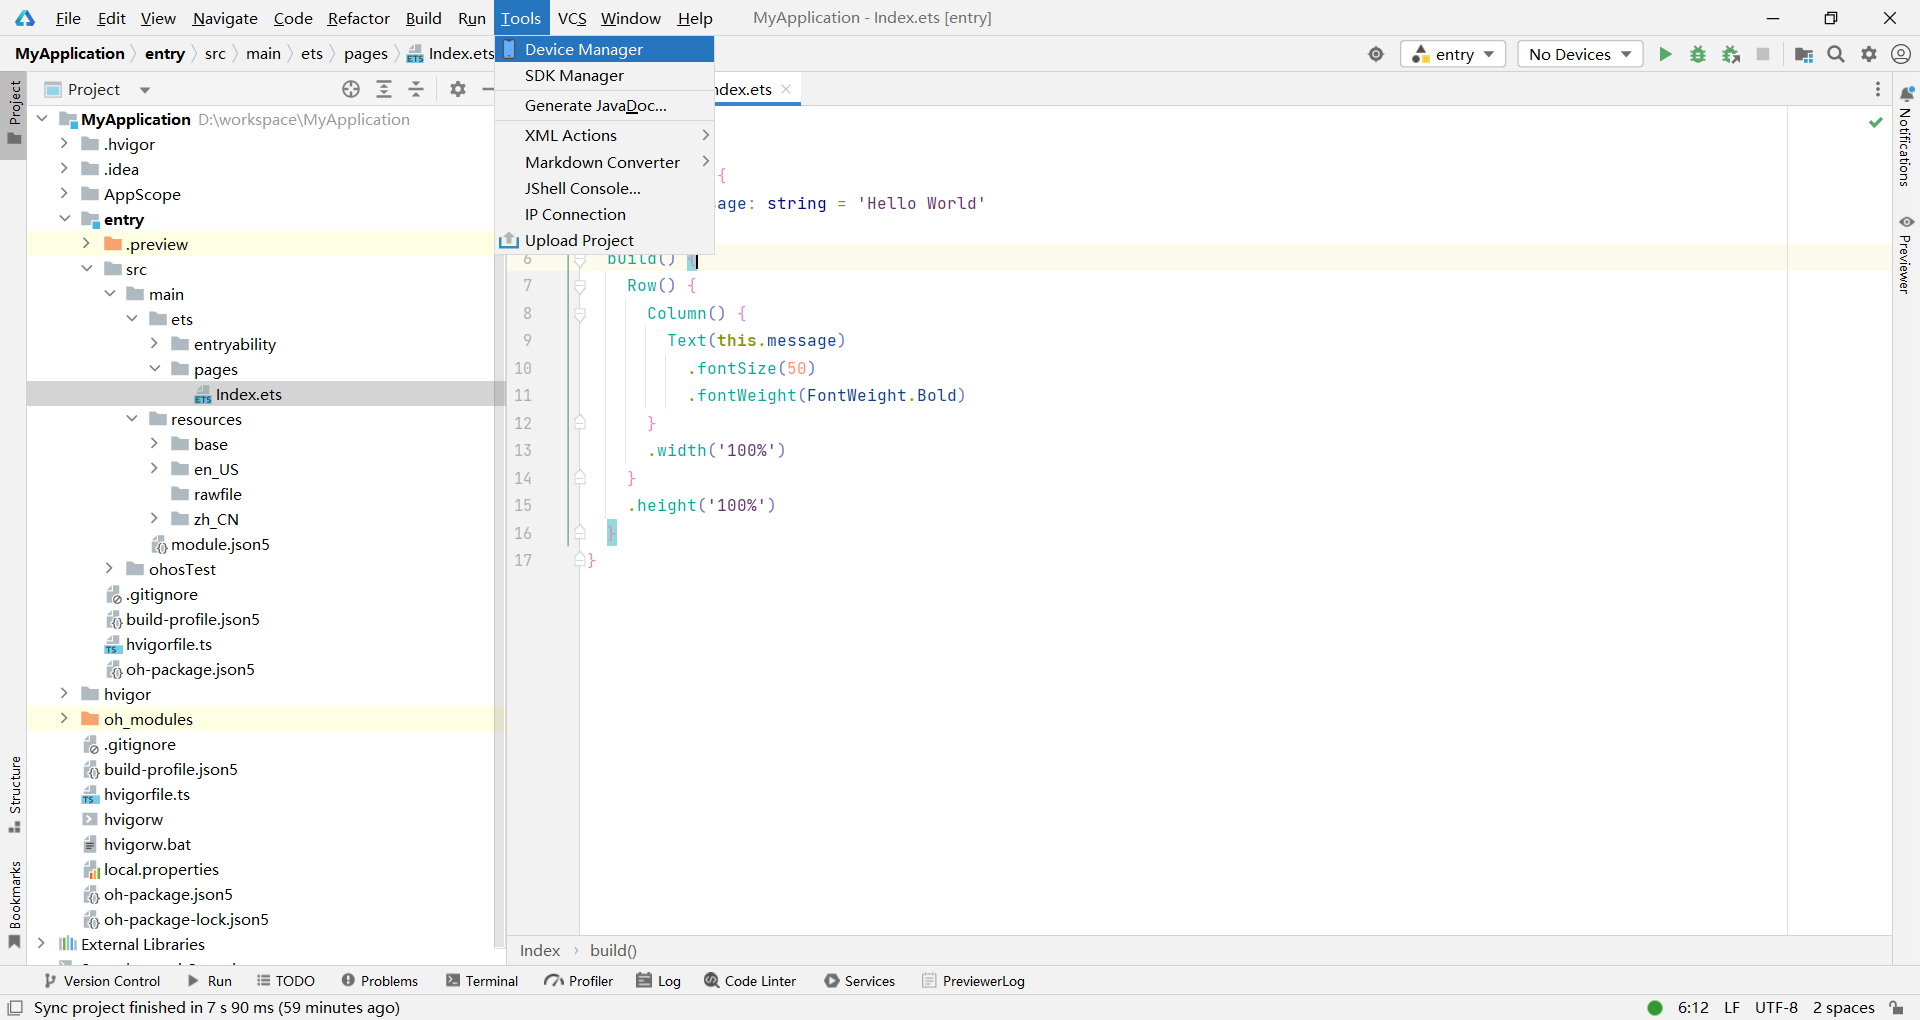 File Edit View Navigate Code Refactor Build Run Tools VCS Window Help MyApplication - Index.ets [entry]
MyApplication entry src main ets pages Index.ets entry No Devices
Device Manager
SDK Manager
Generate JavaDoc...
XML Actions
Markdown Converter
JShell Console...
IP Connection
Upload Project
Project
Project
Structure
Bookmarks
MyApplication D:\workspace\MyApplication
.hvigor
.idea
AppScope
entry
.preview
src
main
ets
entryability
pages
Index.ets
resources
base
en_US
rawfile
zh_CN
module.json5
ohosTest
.gitignore
build-profile.json5
hvigorfile.ts
oh-package.json5
hvigor
oh_modules
.gitignore
build-profile.json5
hvigorfile.ts
hvigorw
hvigorw.bat
local.properties
oh-package.json5
oh-package-lock.json5
External Libraries
ndex.ets
{
age: string = 'Hello World'
6 build() {
7 Row() {
8 Column() {
9 Text(this.message)
10 .fontSize(50)
11 .fontWeight(FontWeight.Bold)
12 }
13 .width('100%')
14 }
15 .height('100%')
16 }
17 }
Notifications
Previewer
Index build()
Version Control Run TODO Problems Terminal Profiler Log Code Linter Services PreviewerLog
Sync project finished in 7 s 90 ms (59 minutes ago) 6:12 LF UTF-8 2 spaces